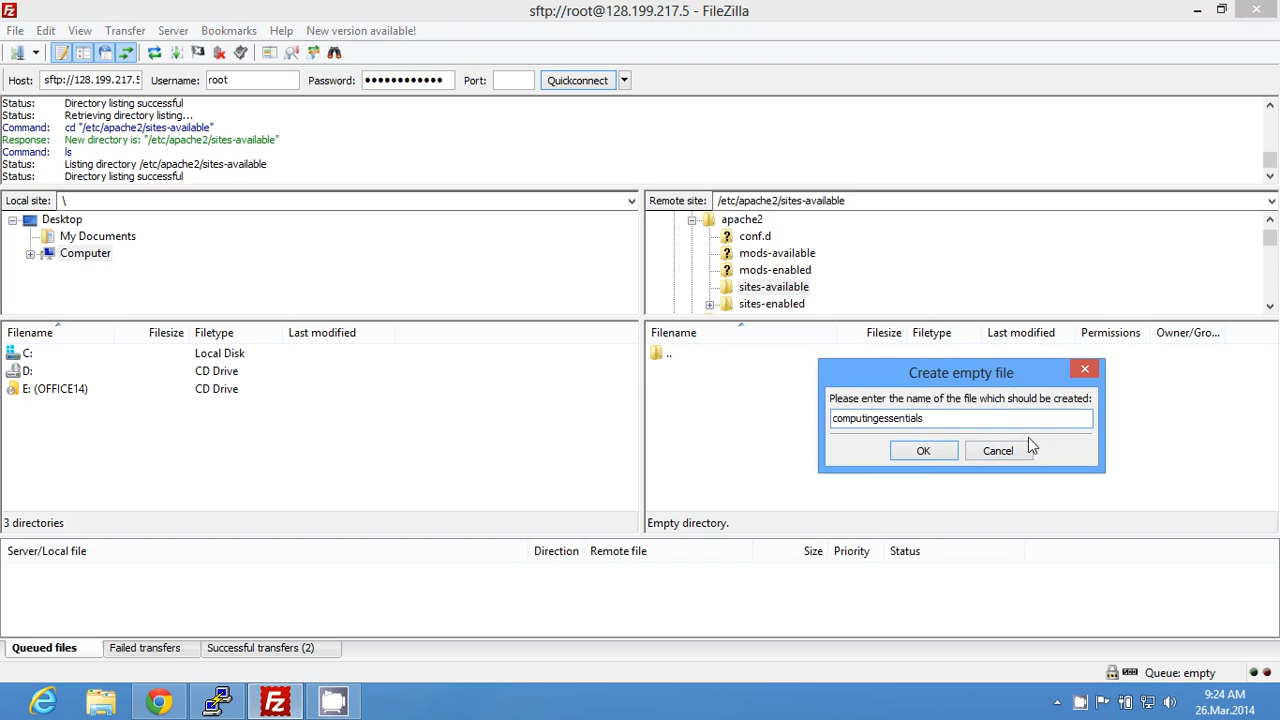 sftp://root@128.199.217.5 - FileZilla
File Edit View Transfer Server Bookmarks Help New version available!
Host: sftp://128.199.217.5 Username: root Password: ●●●●●●●●●●●● Port: Quickconnect
Status: Directory listing successful
Status: Retrieving directory listing...
Command: cd "/etc/apache2/sites-available"
Response: New directory is: "/etc/apache2/sites-available"
Command: ls
Status: Listing directory /etc/apache2/sites-available
Status: Directory listing successful
Local site: \
Desktop
My Documents
Computer
Remote site: /etc/apache2/sites-available
apache2
conf.d
mods-available
mods-enabled
sites-available
sites-enabled
Filename Filesize Filetype Last modified
C: Local Disk
D: CD Drive
E: (OFFICE14) CD Drive
3 directories
Filename Filesize Filetype Last modified Permissions Owner/Gro...
..
Create empty file
Please enter the name of the file which should be created:
computingessentials
OK Cancel
Empty directory.
Server/Local file Direction Remote file Size Priority Status
Queued files Failed transfers Successful transfers (2)
Queue: empty
9:24 AM
26.Mar.2014